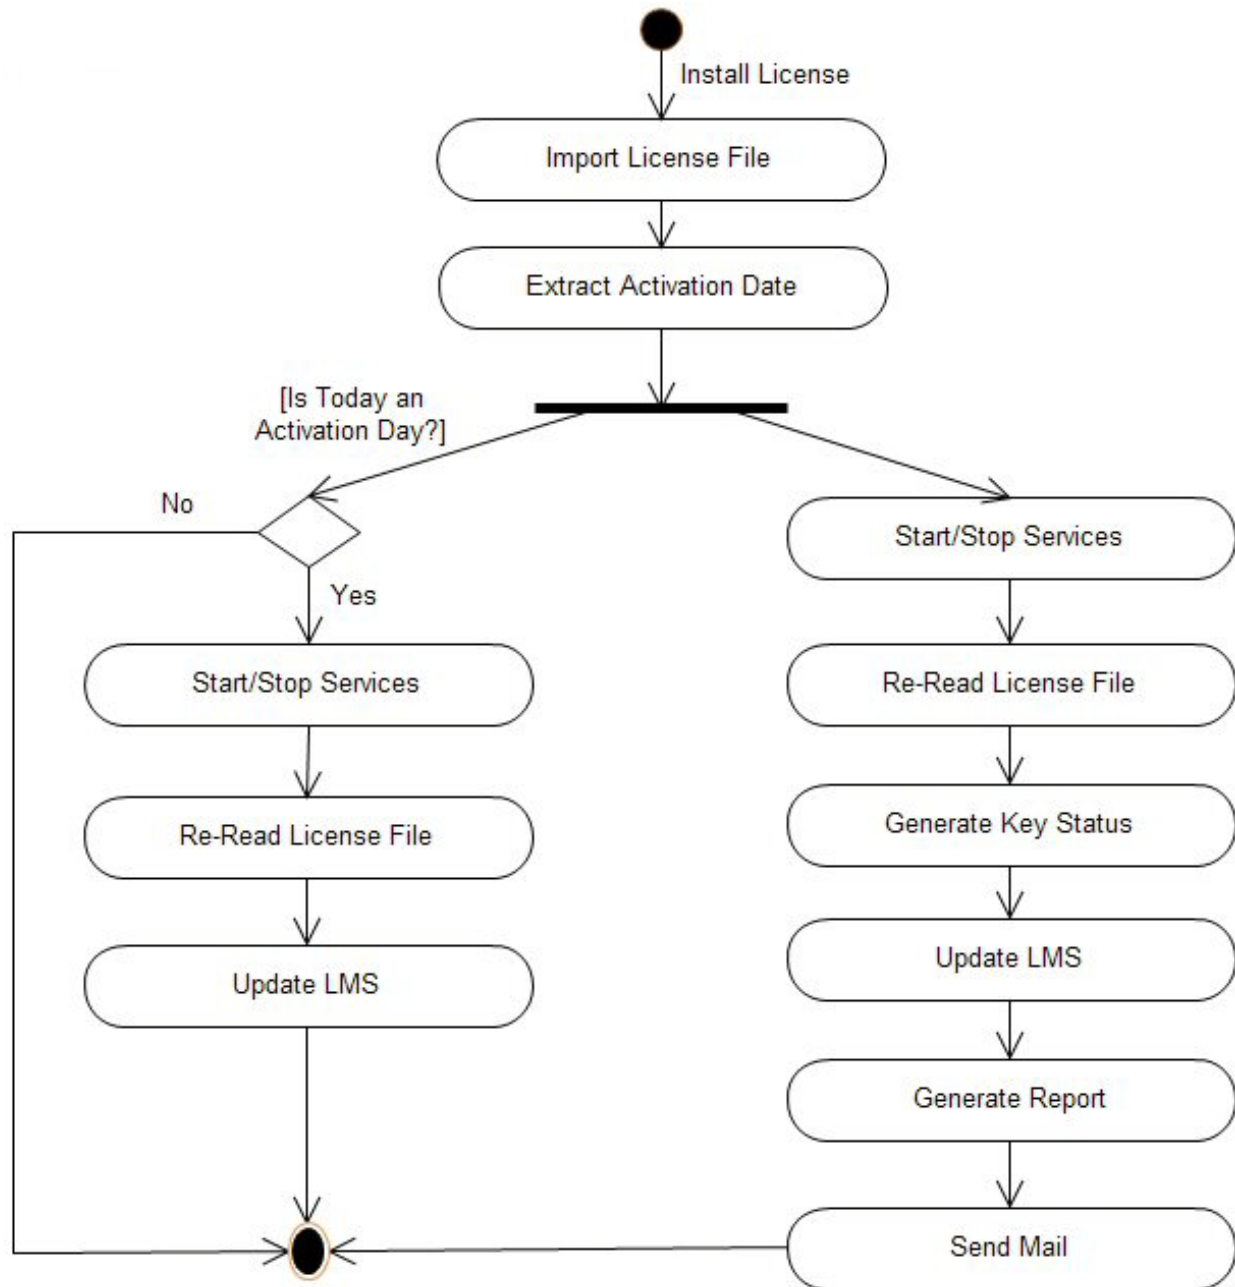 Install License
Import License File
Extract Activation Date
[Is Today an
Activation Day?]
No
Yes
Start/Stop Services
Re-Read License File
Update LMS
Start/Stop Services
Re-Read License File
Generate Key Status
Update LMS
Generate Report
Send Mail